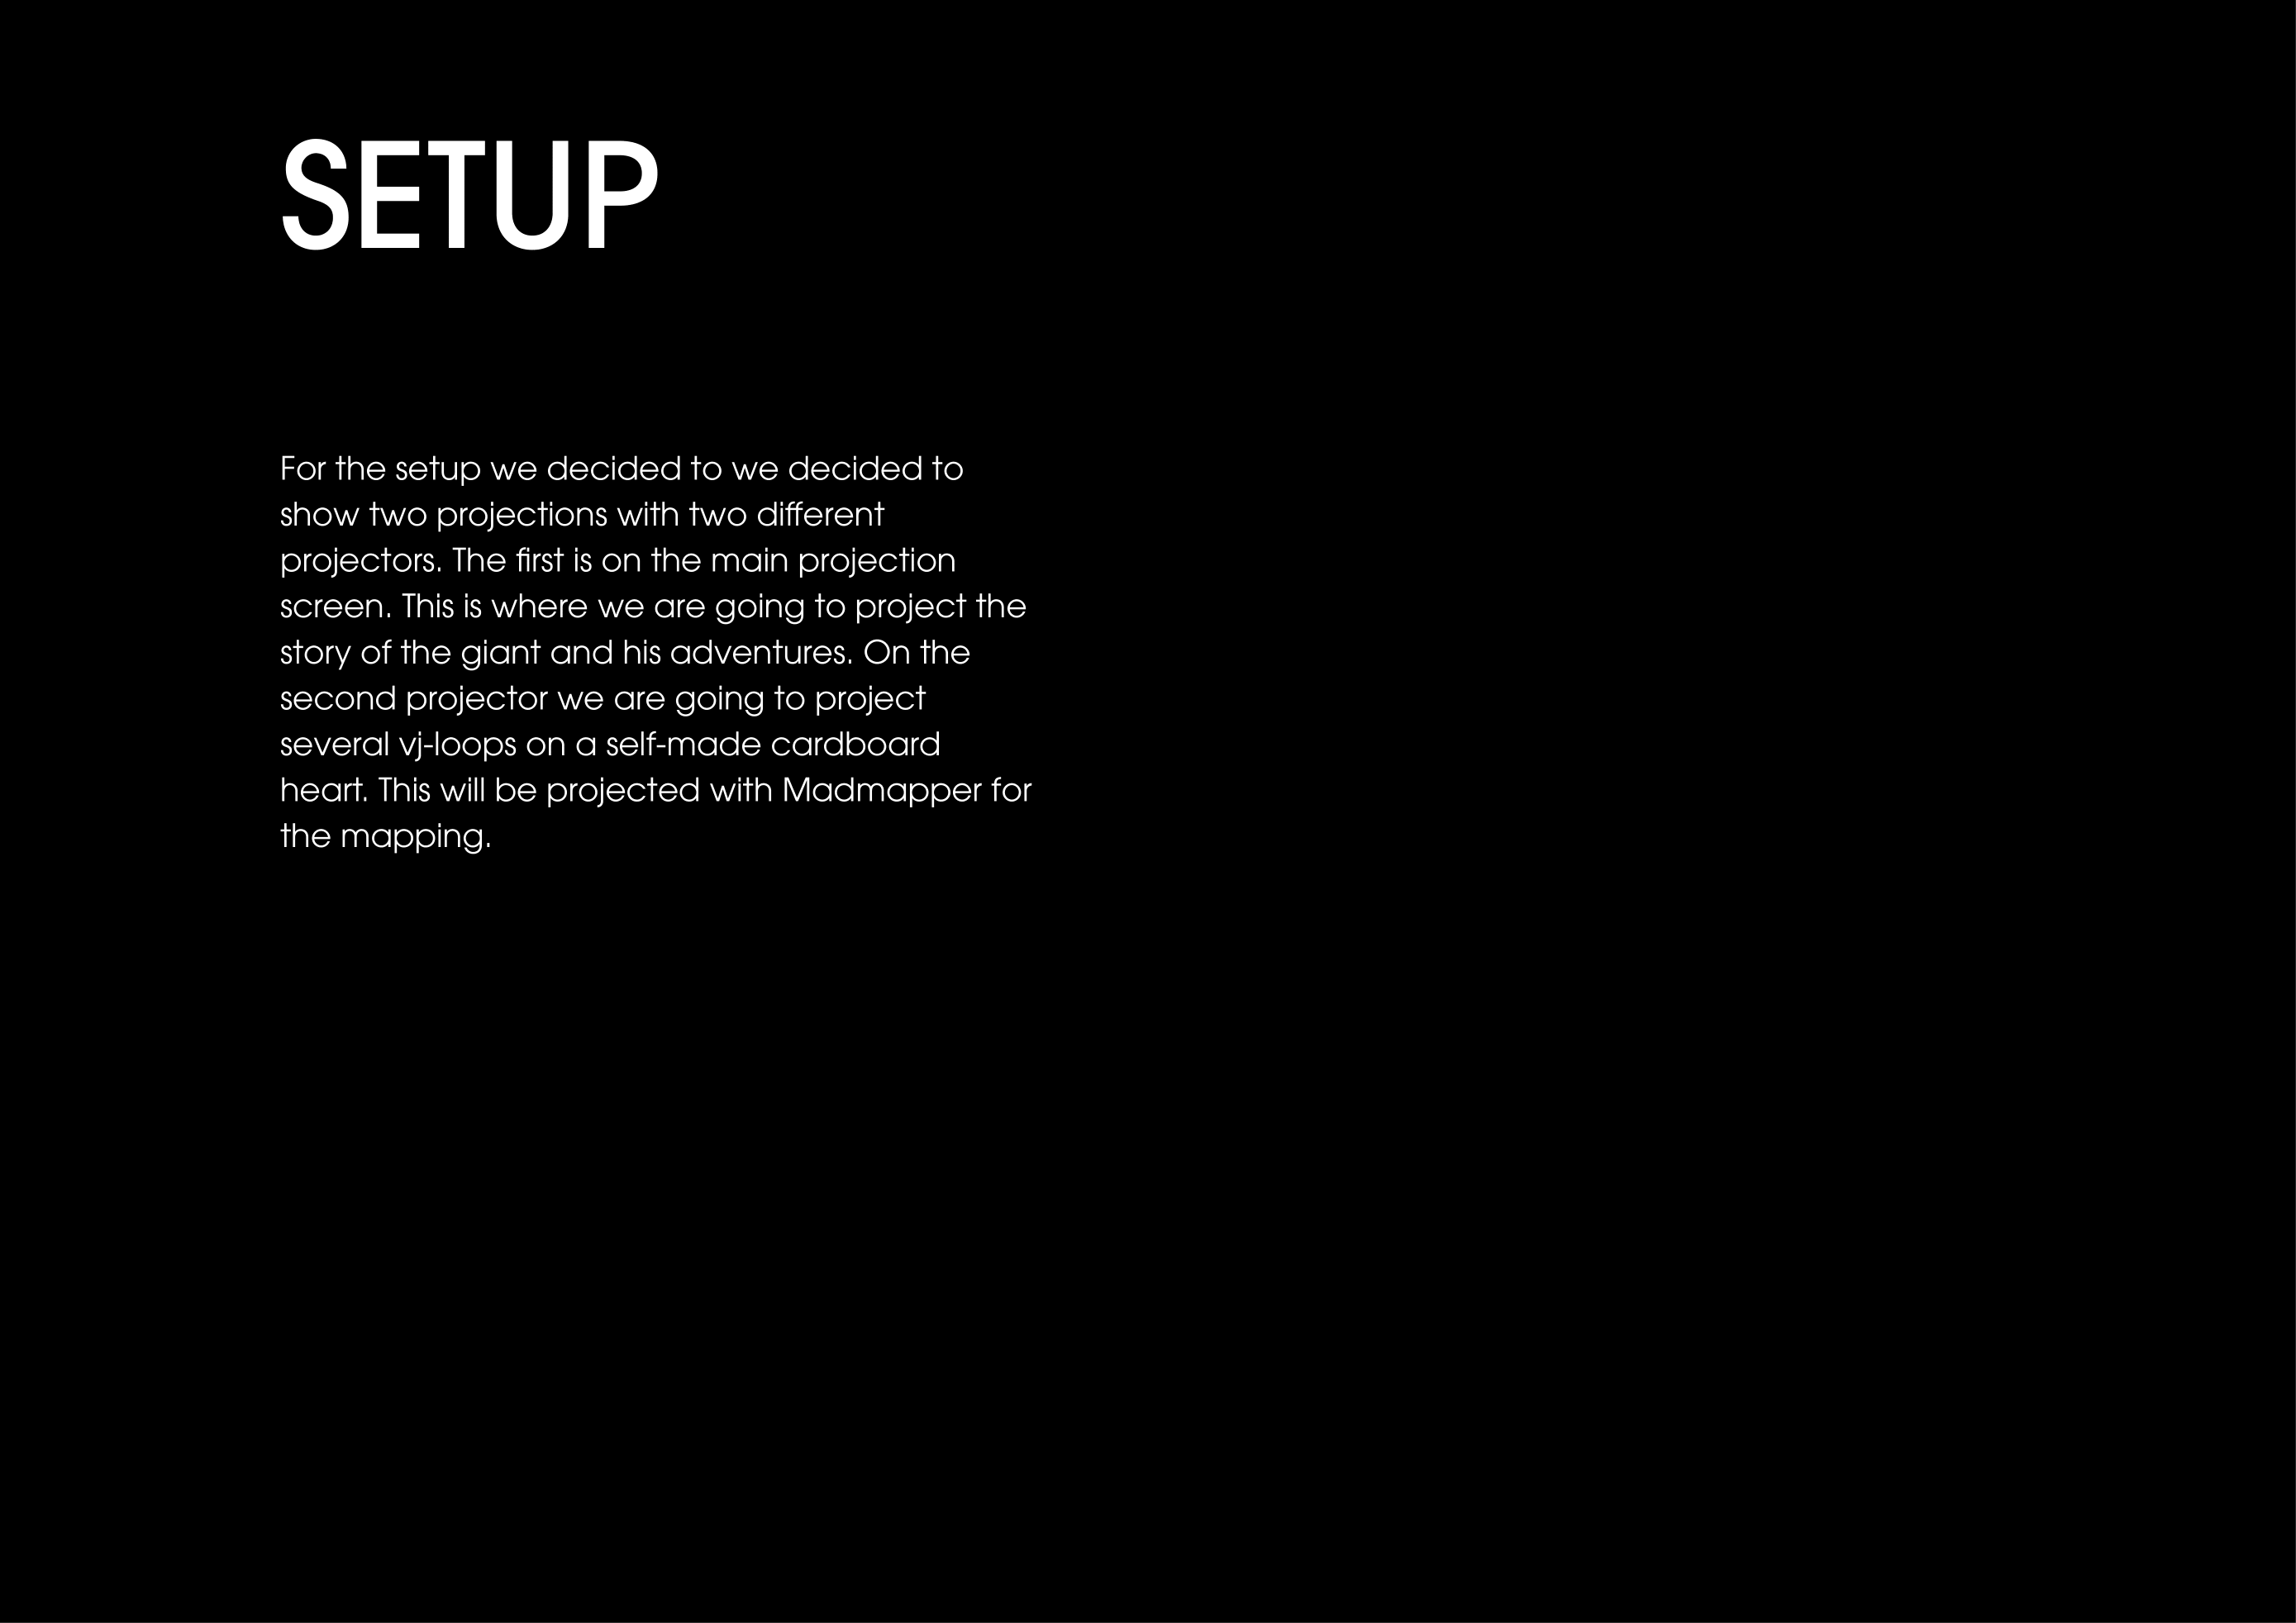 SETUP
For the setup we decided to we decided to
show two projections with two different
projectors. The first is on the main projection
screen. This is where we are going to project the
story of the giant and his adventures. On the
second projector we are going to project
several vj-loops on a self-made cardboard
heart. This will be projected with Madmapper for
the mapping.